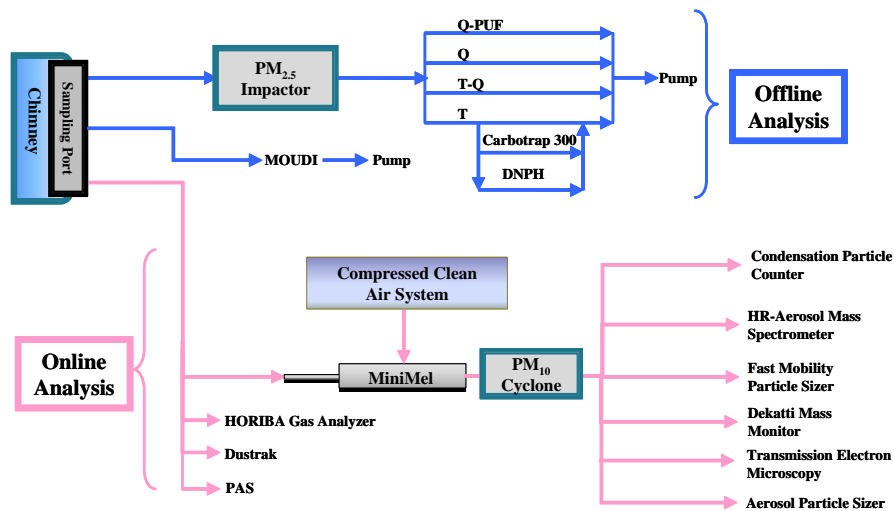 Chimney
Sampling Port
PM2.5
Impactor
Q-PUF
Q
T-Q
T
Carbotrap 300
DNPH
Pump
Offline
Analysis
MOUDI
Pump
Online
Analysis
Compressed Clean
Air System
MiniMel
PM10
Cyclone
HORIBA Gas Analyzer
Dustrak
PAS
Condensation Particle
Counter
HR-Aerosol Mass
Spectrometer
Fast Mobility
Particle Sizer
Dekatti Mass
Monitor
Transmission Electron
Microscopy
Aerosol Particle Sizer